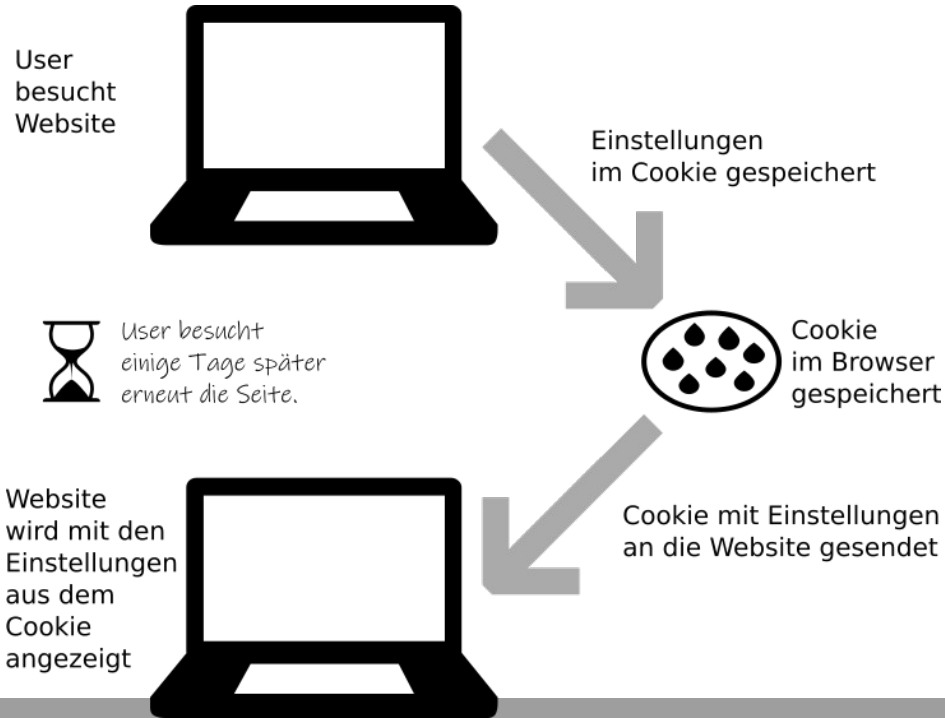 User
besucht
Website
Einstellungen
im Cookie gespeichert
User besucht
einige Tage später
erneut die Seite.
Cookie
im Browser
gespeichert
Website
wird mit den
Einstellungen
aus dem
Cookie
angezeigt
Cookie mit Einstellungen
an die Website gesendet